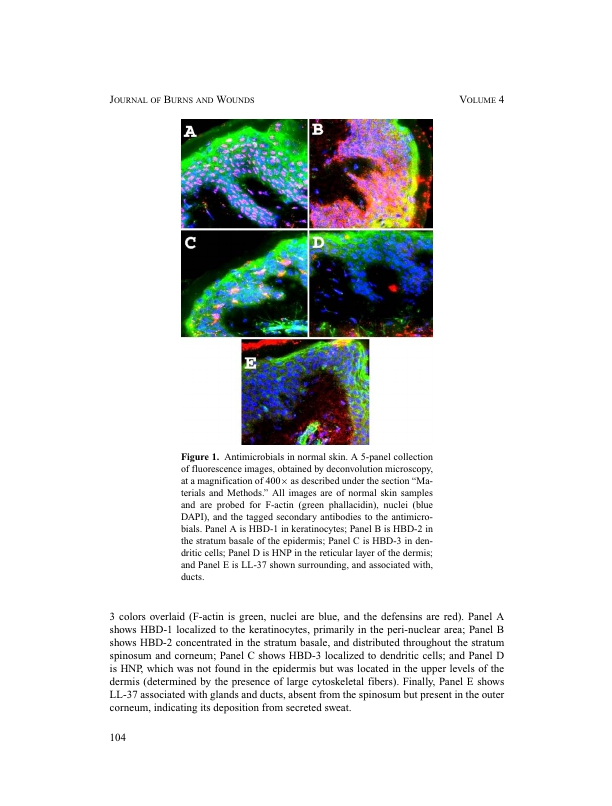 JOURNAL OF BURNS AND WOUNDS VOLUME 4
A B
C D
E
Figure 1. Antimicrobials in normal skin. A 5-panel collection
of fluorescence images, obtained by deconvolution microscopy,
at a magnification of 400× as described under the section “Ma-
terials and Methods.” All images are of normal skin samples
and are probed for F-actin (green phallacidin), nuclei (blue
DAPI), and the tagged secondary antibodies to the antimicro-
bials. Panel A is HBD-1 in keratinocytes; Panel B is HBD-2 in
the stratum basale of the epidermis; Panel C is HBD-3 in den-
dritic cells; Panel D is HNP in the reticular layer of the dermis;
and Panel E is LL-37 shown surrounding, and associated with,
ducts.
3 colors overlaid (F-actin is green, nuclei are blue, and the defensins are red). Panel A
shows HBD-1 localized to the keratinocytes, primarily in the peri-nuclear area; Panel B
shows HBD-2 concentrated in the stratum basale, and distributed throughout the stratum
spinosum and corneum; Panel C shows HBD-3 localized to dendritic cells; and Panel D
is HNP, which was not found in the epidermis but was located in the upper levels of the
dermis (determined by the presence of large cytoskeletal fibers). Finally, Panel E shows
LL-37 associated with glands and ducts, absent from the spinosum but present in the outer
corneum, indicating its deposition from secreted sweat.
104